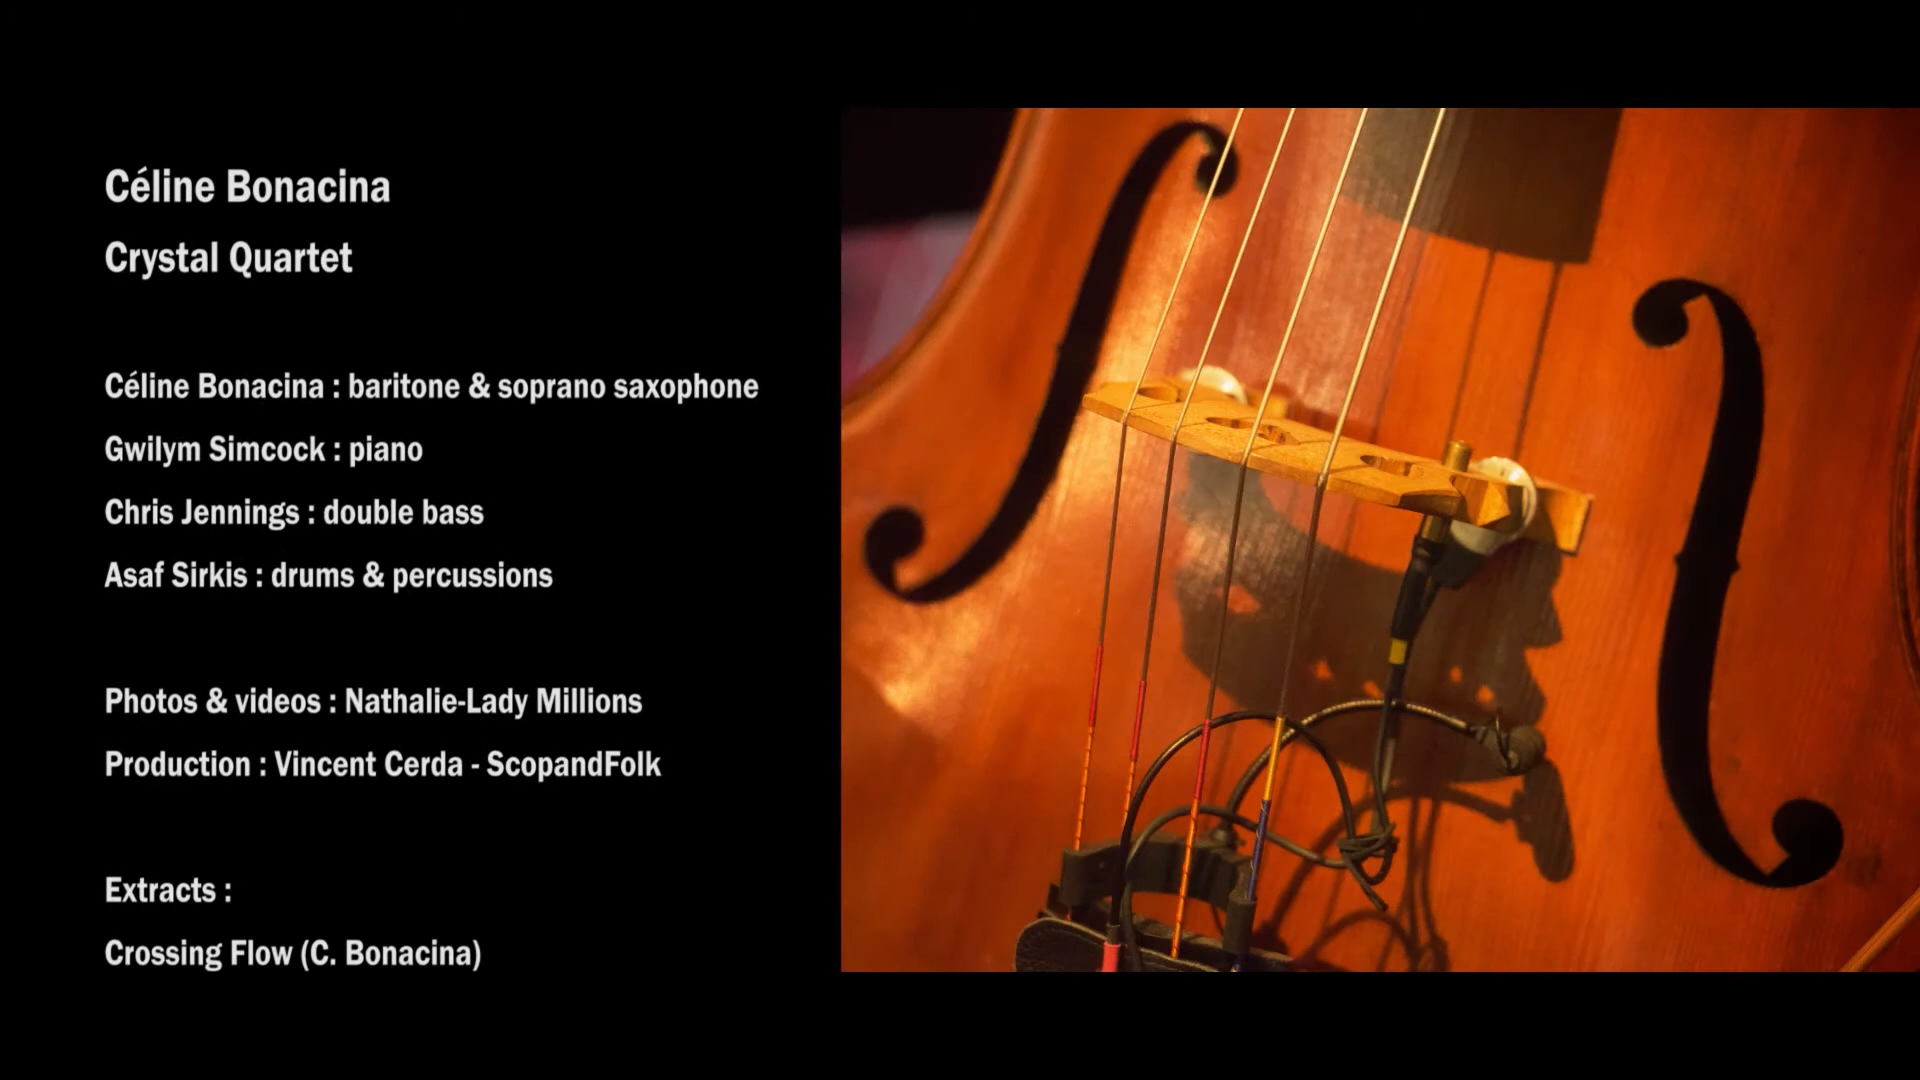 Céline Bonacina
Crystal Quartet
Céline Bonacina : baritone & soprano saxophone
Gwilym Simcock : piano
Chris Jennings : double bass
Asaf Sirkis : drums & percussions
Photos & videos : Nathalie-Lady Millions
Production : Vincent Cerda - ScopandFolk
Extracts :
Crossing Flow (C. Bonacina)